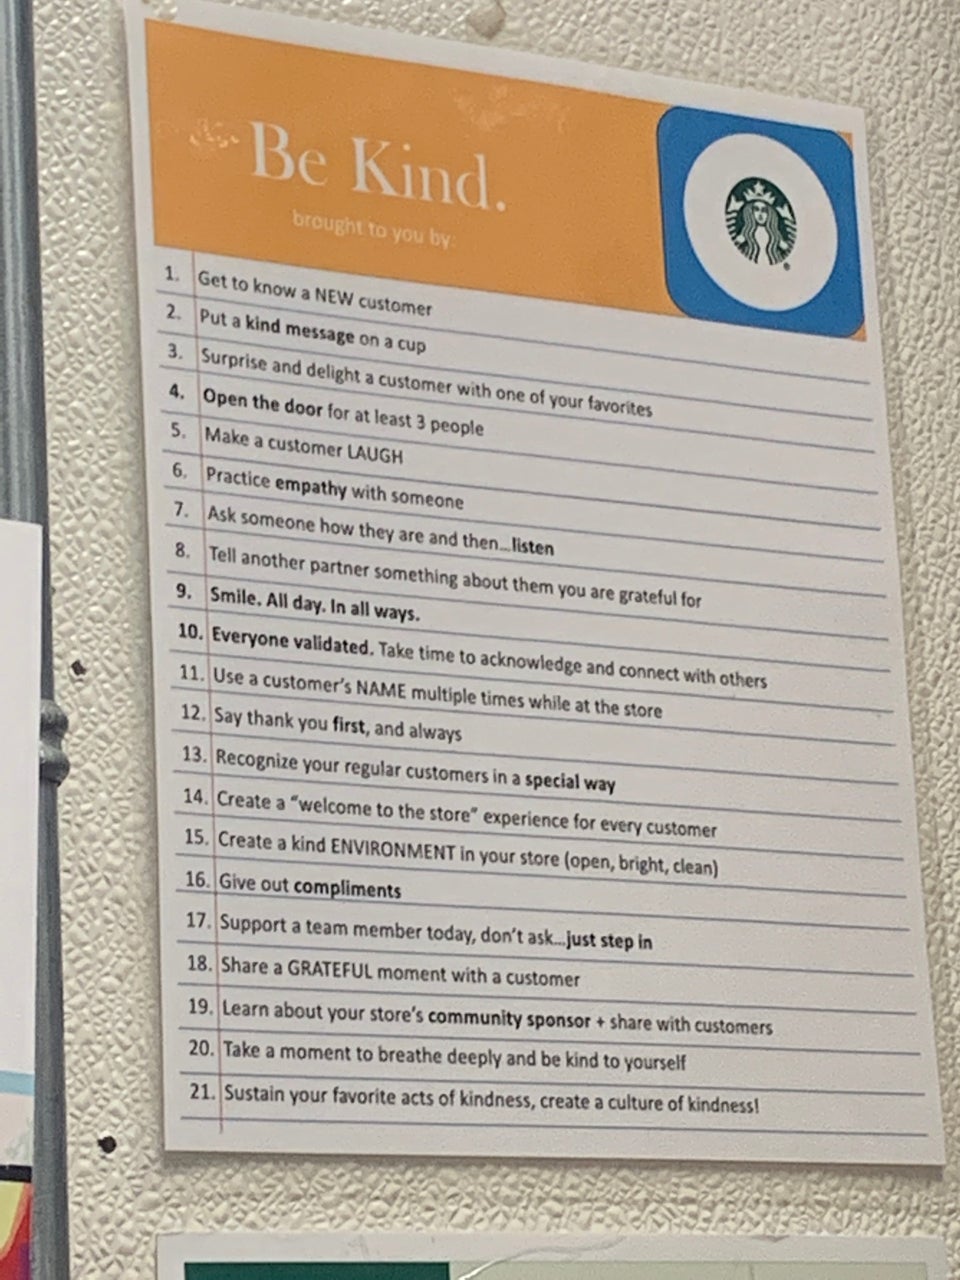 Be Kind.
brought to you by:
1. Get to know a NEW customer
2. Put a kind message on a cup
3. Surprise and delight a customer with one of your favorites
4. Open the door for at least 3 people
5. Make a customer LAUGH
6. Practice empathy with someone
7. Ask someone how they are and then...listen
8. Tell another partner something about them you are grateful for
9. Smile. All day. In all ways.
10. Everyone validated. Take time to acknowledge and connect with others
11. Use a customer's NAME multiple times while at the store
12. Say thank you first, and always
13. Recognize your regular customers in a special way
14. Create a "welcome to the store" experience for every customer
15. Create a kind ENVIRONMENT in your store (open, bright, clean)
16. Give out compliments
17. Support a team member today, don't ask...just step in
18. Share a GRATEFUL moment with a customer
19. Learn about your store's community sponsor + share with customers
20. Take a moment to breathe deeply and be kind to yourself
21. Sustain your favorite acts of kindness, create a culture of kindness!